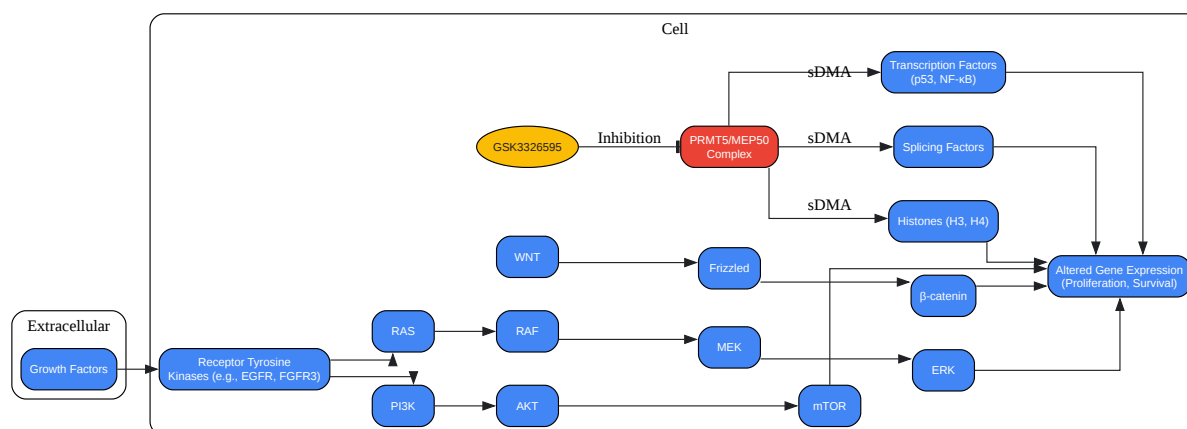 Cell
sDMA
Transcription Factors
(p53, NF-κB)
GSK3326595
Inhibition
PRMT5/MEP50
Complex
sDMA
Splicing Factors
sDMA
Histones (H3, H4)
WNT
Frizzled
Altered Gene Expression
(Proliferation, Survival)
β-catenin
Extracellular
Growth Factors
Receptor Tyrosine
Kinases (e.g., EGFR, FGFR3)
RAS
RAF
MEK
ERK
PI3K
AKT
mTOR